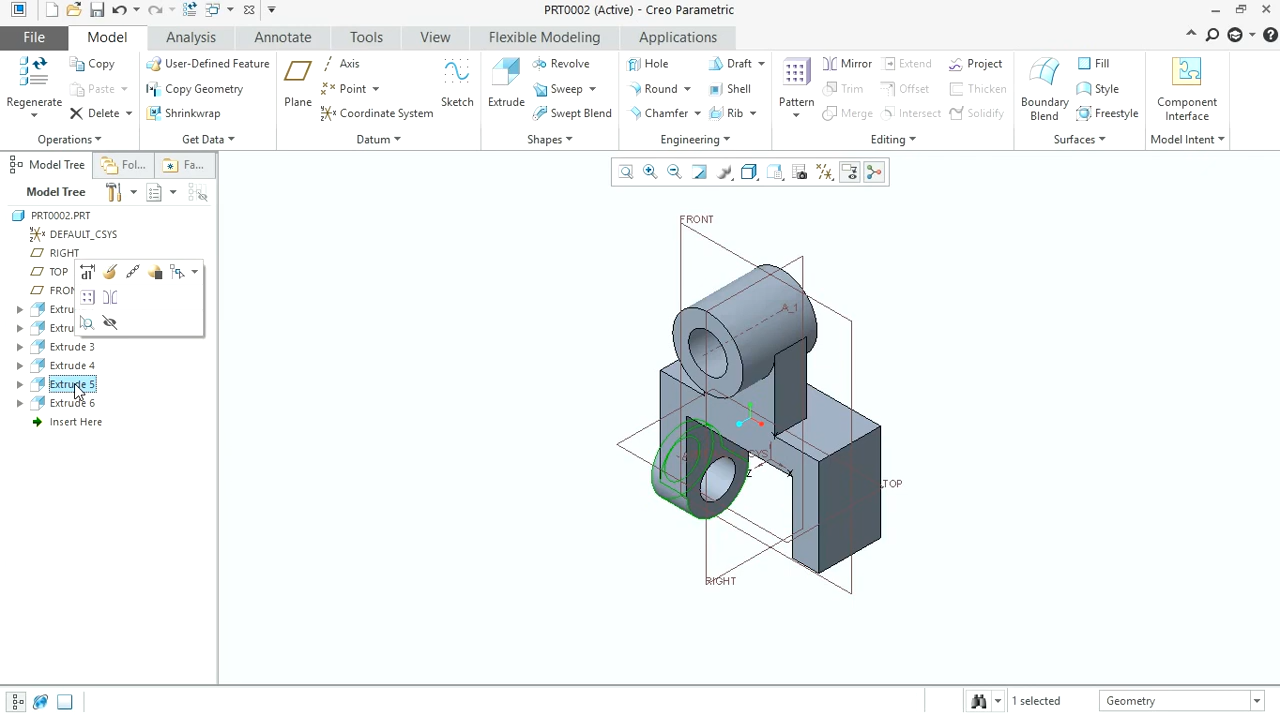 PRT0002 (Active) - Creo Parametric
File Model Analysis Annotate Tools View Flexible Modeling Applications
Regenerate
Copy
Paste
Delete
Operations
User-Defined Feature
Copy Geometry
Shrinkwrap
Get Data
Plane
Axis
Point
Coordinate System
Sketch
Datum
Extrude
Revolve
Sweep
Swept Blend
Shapes
Hole
Round
Chamfer
Draft
Shell
Rib
Engineering
Pattern
Mirror
Trim
Merge
Extend
Offset
Intersect
Project
Thicken
Solidify
Editing
Boundary
Blend
Fill
Style
Freestyle
Surfaces
Component
Interface
Model Intent
Model Tree
Fol...
Fa...
Model Tree
PRT0002.PRT
DEFAULT_CSYS
RIGHT
TOP
FRON
Extru
Extru
Extrude 3
Extrude 4
Extrude 5
Extrude 6
Insert Here
FRONT
A_1
CSYS
Z
X
TOP
RIGHT
1 selected
Geometry